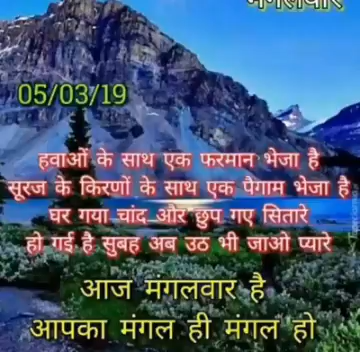 मंगलवार
05/03/19
हवाओं के साथ एक फरमान भेजा है
सूरज के किरणों के साथ एक पैगाम भेजा है
घर गया चांद और छुप गए सितारे
हो गई है सुबह अब उठ भी जाओ प्यारे
आज मंगलवार है
आपका मंगल ही मंगल हो